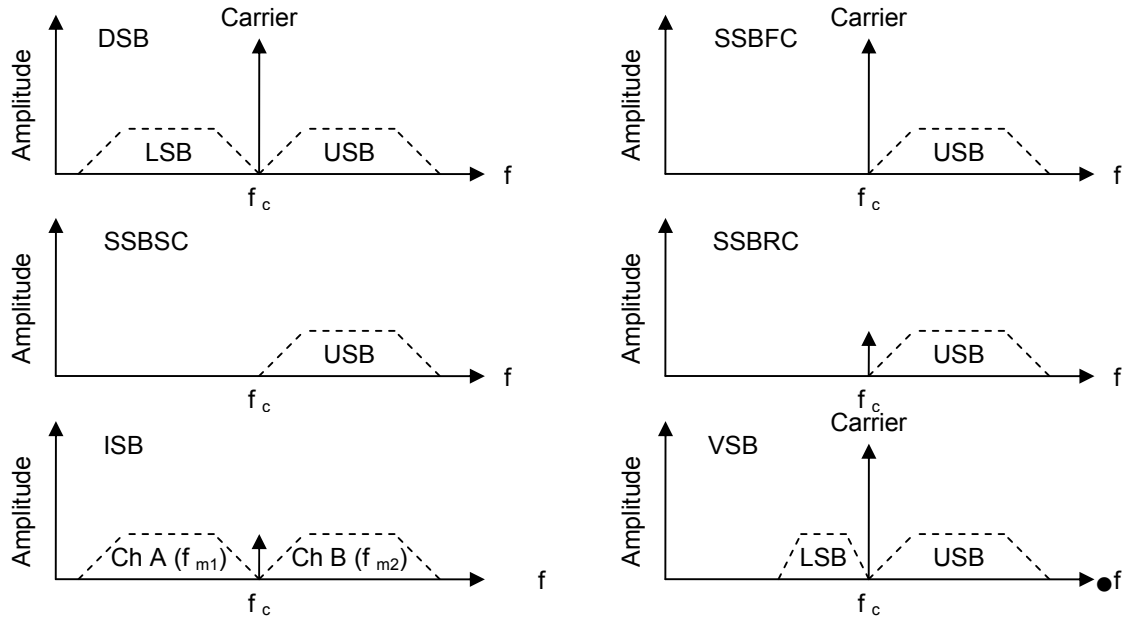 Carrier
DSB
Amplitude
LSB
USB
f
f c
Carrier
SSBFC
Amplitude
USB
f
f c
SSBSC
Amplitude
USB
f
f c
SSBRC
Amplitude
USB
f
f c
ISB
Amplitude
Ch A (f m1)
Ch B (f m2)
f
f c
Carrier
VSB
Amplitude
LSB
USB
f
f c